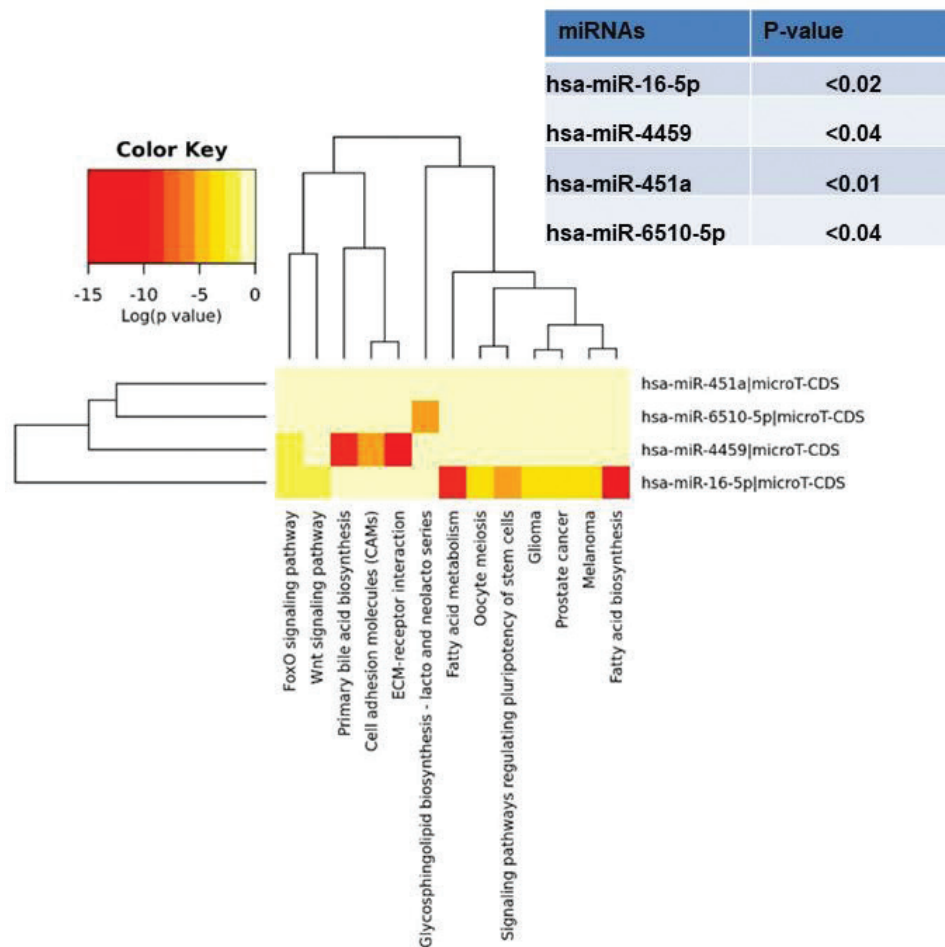 miRNAs P-value
hsa-miR-16-5p <0.02
hsa-miR-4459 <0.04
hsa-miR-451a <0.01
hsa-miR-6510-5p <0.04
Color Key
-15 -10 -5 0
Log(p value)
hsa-miR-451a|microT-CDS
hsa-miR-6510-5p|microT-CDS
hsa-miR-4459|microT-CDS
hsa-miR-16-5p|microT-CDS
FoxO signaling pathway
Wnt signaling pathway
Primary bile acid biosynthesis
Cell adhesion molecules (CAMs)
ECM-receptor interaction
Glycosphingolipid biosynthesis - lacto and neolacto series
Fatty acid metabolism
Oocyte meiosis
Signaling pathways regulating pluripotency of stem cells
Glioma
Prostate cancer
Melanoma
Fatty acid biosynthesis